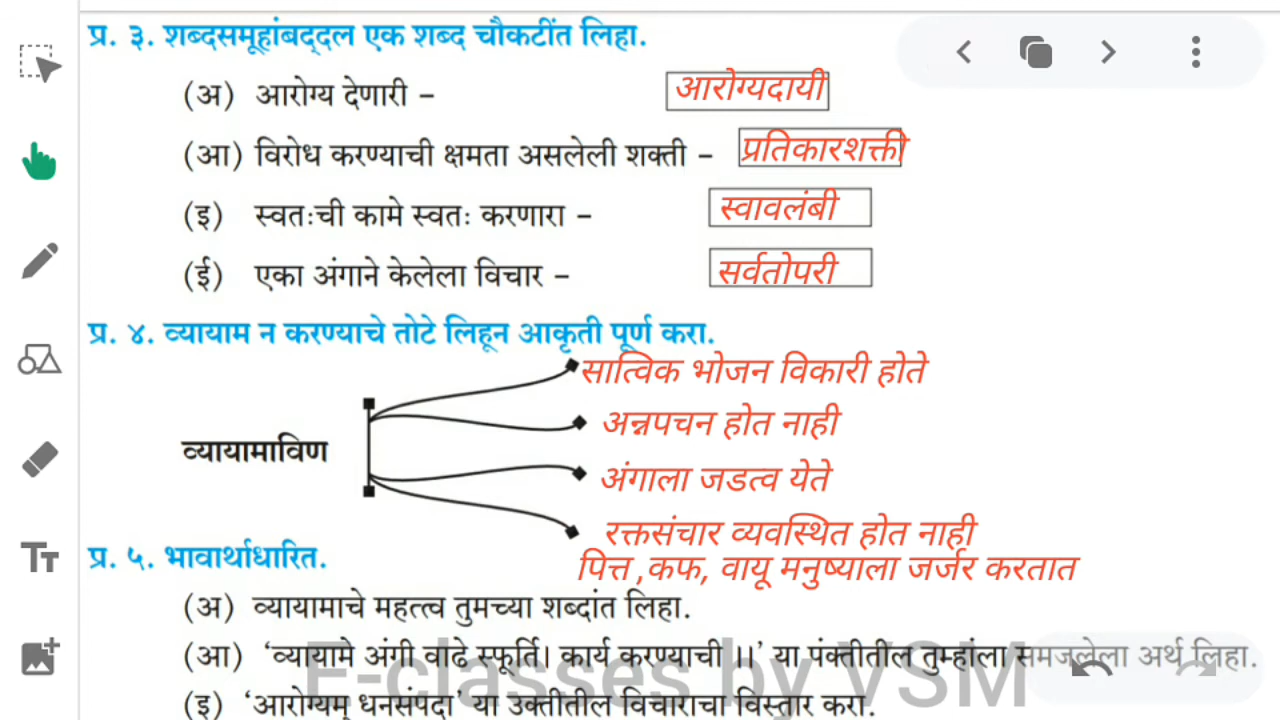 प्र. ३. शब्दसमूहांबद्दल एक शब्द चौकटींत लिहा.
(अ) आरोग्य देणारी – आरोग्यदायी
(आ) विरोध करण्याची क्षमता असलेली शक्ती – प्रतिकारशक्ती
(इ) स्वतःची कामे स्वतः करणारा – स्वावलंबी
(ई) एका अंगाने केलेला विचार – सर्वतोपरी
प्र. ४. व्यायाम न करण्याचे तोटे लिहून आकृती पूर्ण करा.
सात्विक भोजन विकारी होते
अन्नपचन होत नाही
व्यायामाविण
अंगाला जडत्व येते
रक्तसंचार व्यवस्थित होत नाही
पित्त ,कफ, वायू मनुष्याला जर्जर करतात
प्र. ५. भावार्थाधारित.
(अ) व्यायामाचे महत्त्व तुमच्या शब्दांत लिहा.
(आ) ‘व्यायामे अंगी वाढे स्फूर्ति। कार्य करण्याची ।।’ या पंक्तीतील तुम्हांला समजलेला अर्थ लिहा.
(इ) ‘आरोग्यम् धनसंपदा’ या उक्तीतील विचाराचा विस्तार करा.
E-classes by VSM
Tт